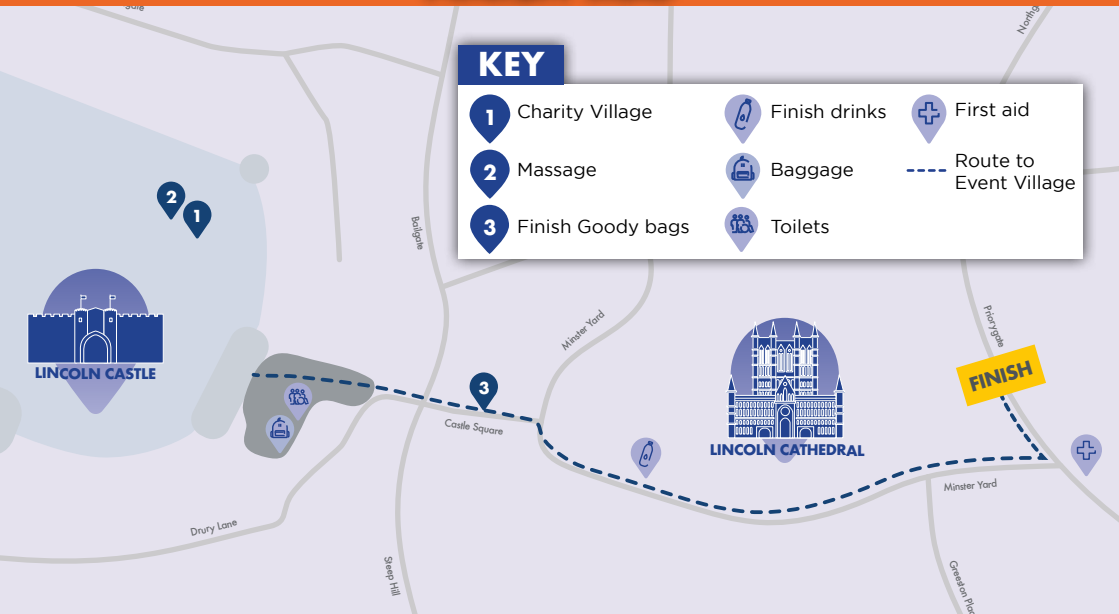 KEY
1 Charity Village
2 Massage
3 Finish Goody bags
Finish drinks
Baggage
Toilets
First aid
Route to
Event Village
2
1
LINCOLN CASTLE
Bailgate
Minster Yard
3
Castle Square
LINCOLN CATHEDRAL
Priorygate
FINISH
Minster Yard
Drury Lane
Steep Hill